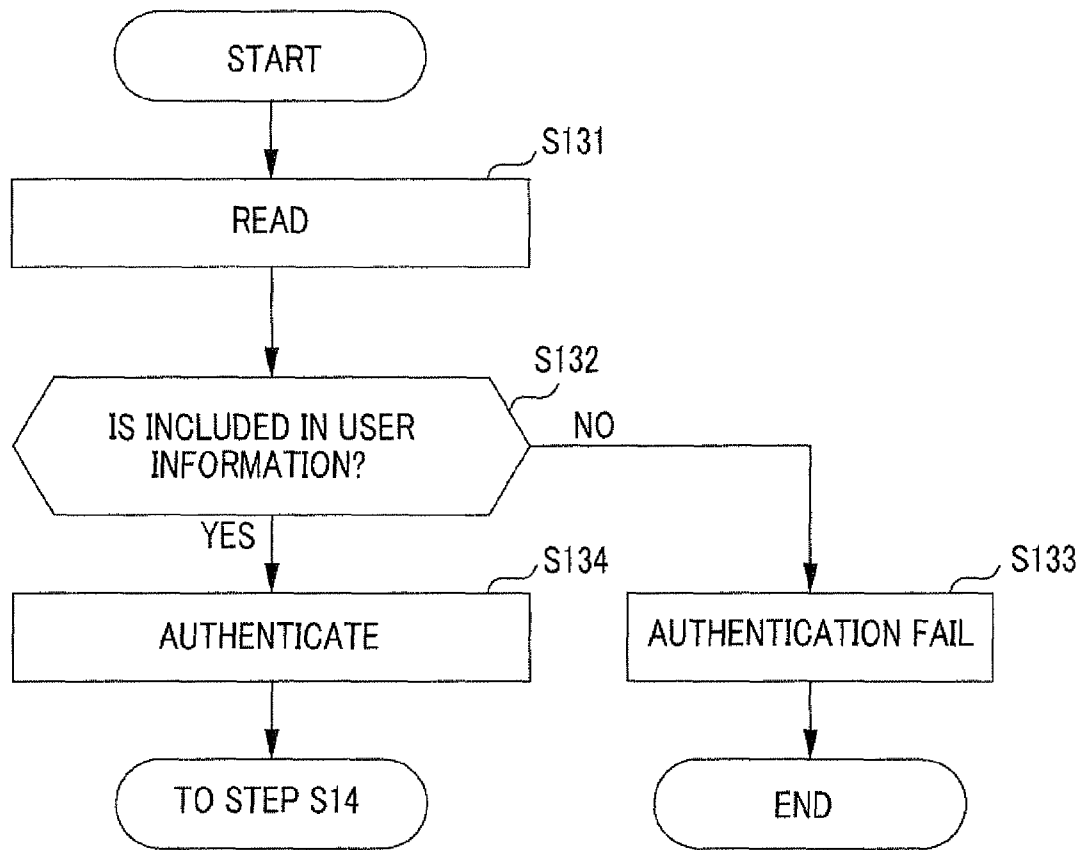 START
S131
READ
S132
IS INCLUDED IN USER
INFORMATION?
NO
YES
S134
AUTHENTICATE
S133
AUTHENTICATION FAIL
TO STEP S14
END